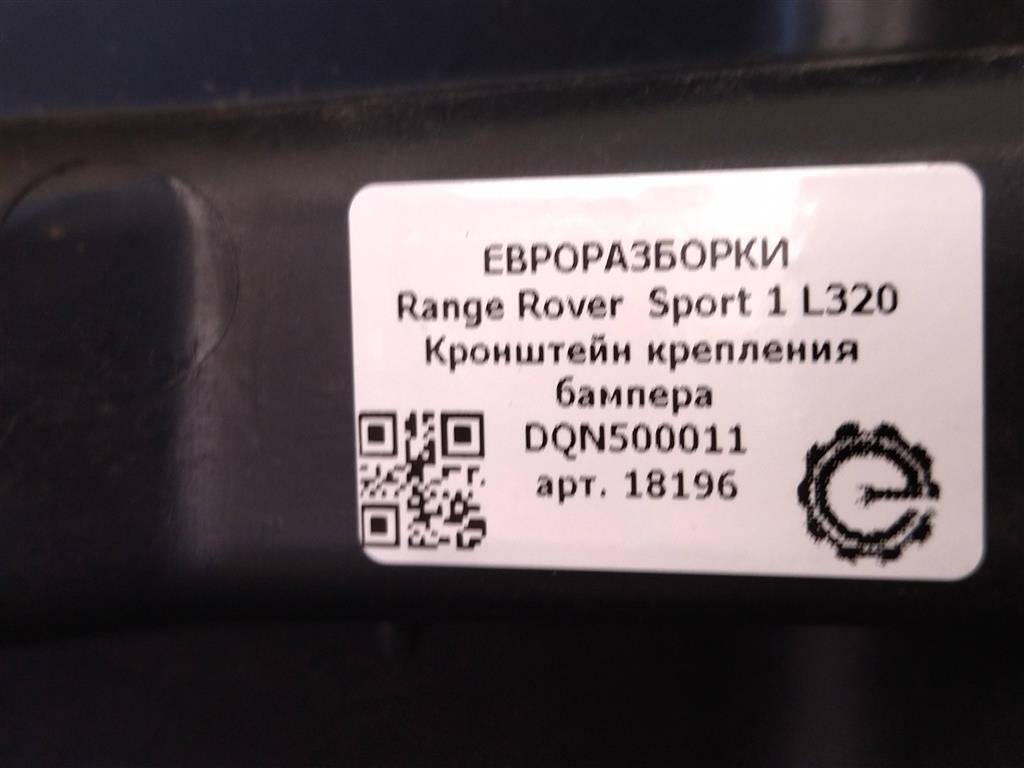 ЕВРОРАЗБОРКИ
Range Rover Sport 1 L320
Кронштейн крепления
бампера
DQN500011
арт. 18196